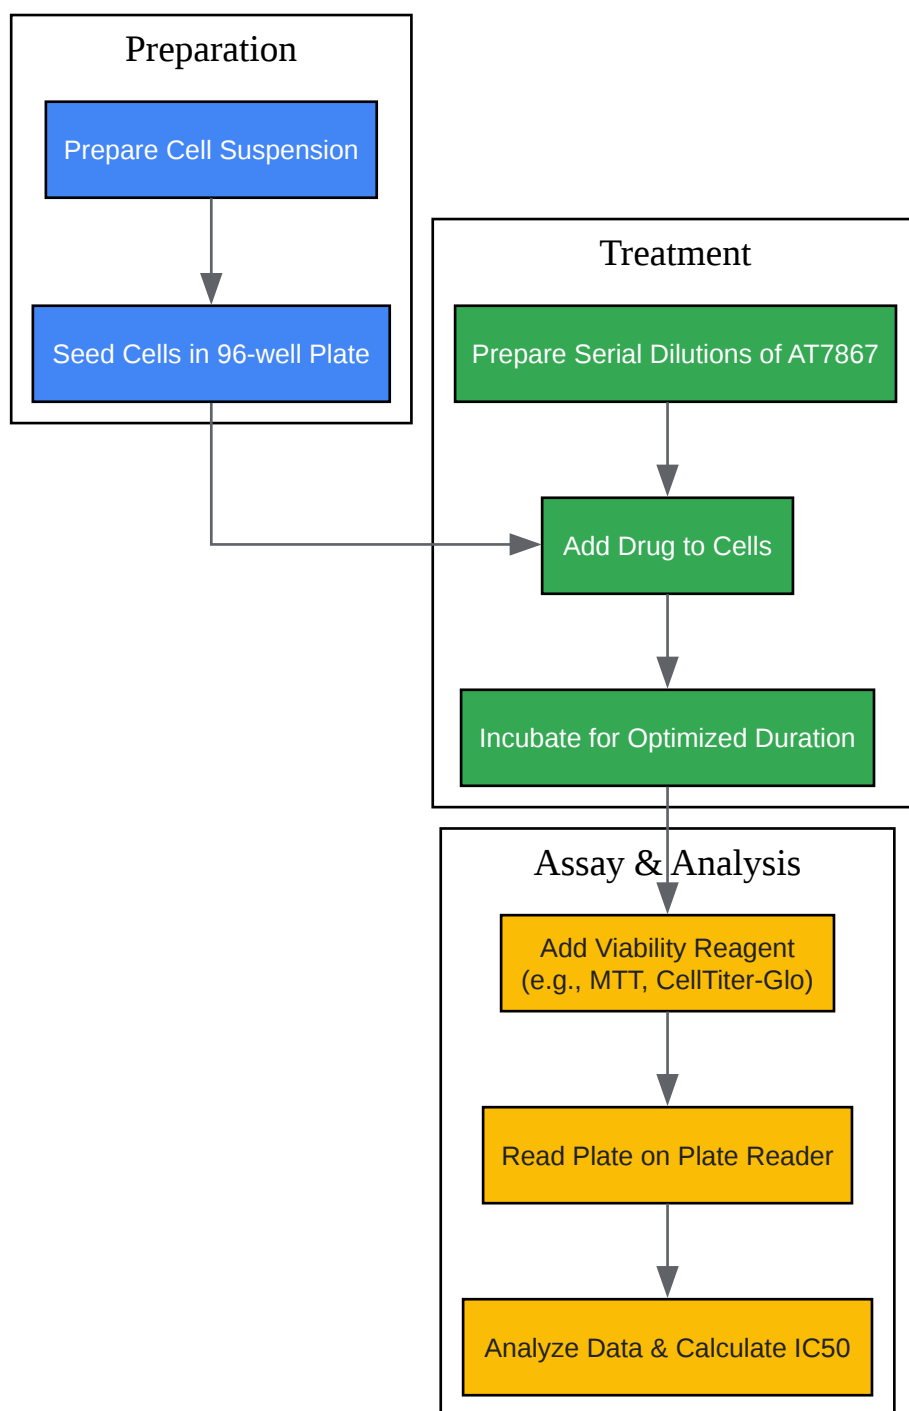 Preparation
Prepare Cell Suspension
Seed Cells in 96-well Plate
Treatment
Prepare Serial Dilutions of AT7867
Add Drug to Cells
Incubate for Optimized Duration
Assay & Analysis
Add Viability Reagent
(e.g., MTT, CellTiter-Glo)
Read Plate on Plate Reader
Analyze Data & Calculate IC50